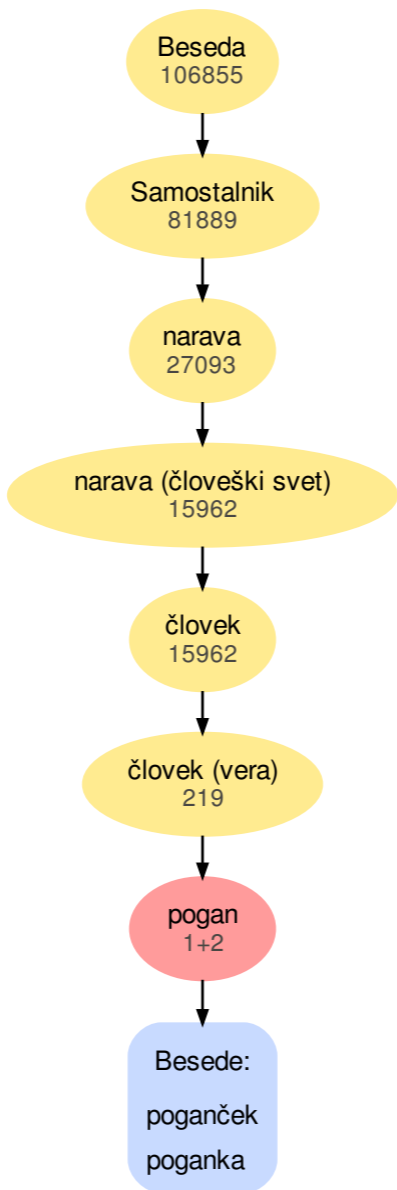 Beseda
106855
Samostalnik
81889
narava
27093
narava (človeški svet)
15962
človek
15962
človek (vera)
219
pogan
1+2
Besede:
poganček
poganka